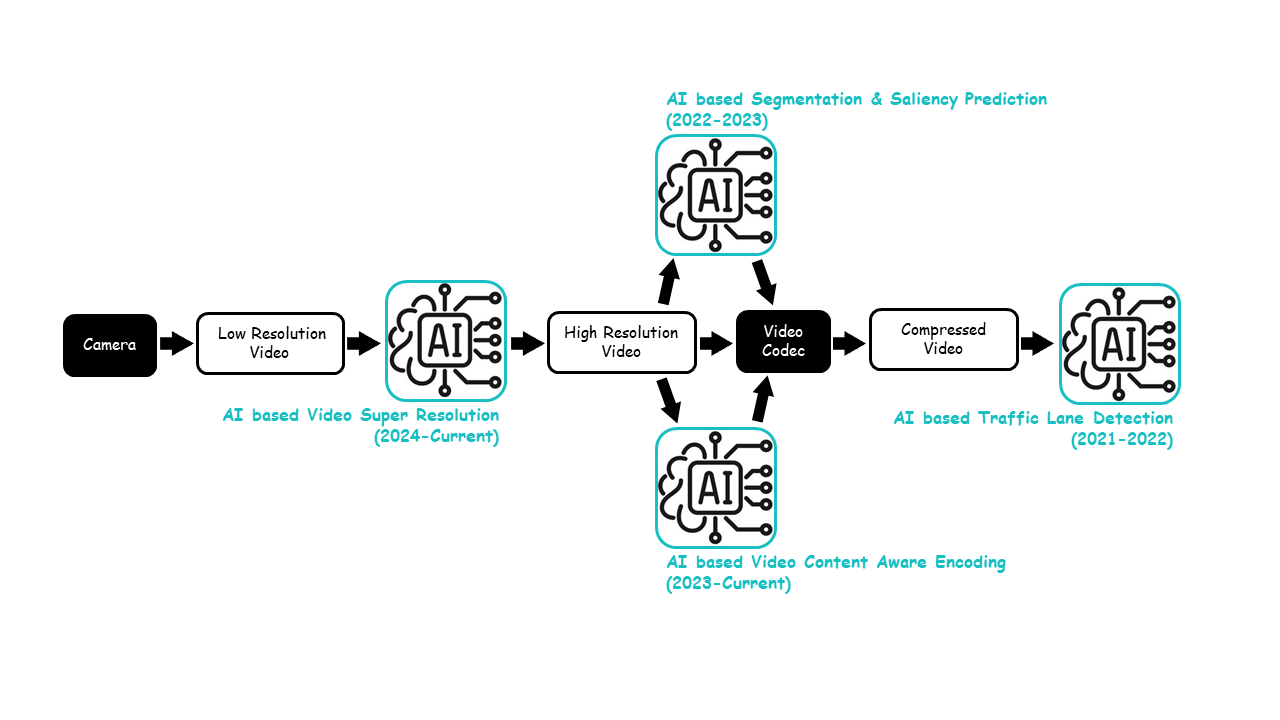 AI based Segmentation & Saliency Prediction
(2022-2023)
AI
Camera
Low Resolution
Video
AI
AI based Video Super Resolution
(2024-Current)
High Resolution
Video
Video
Codec
Compressed
Video
AI
AI based Traffic Lane Detection
(2021-2022)
AI
AI based Video Content Aware Encoding
(2023-Current)